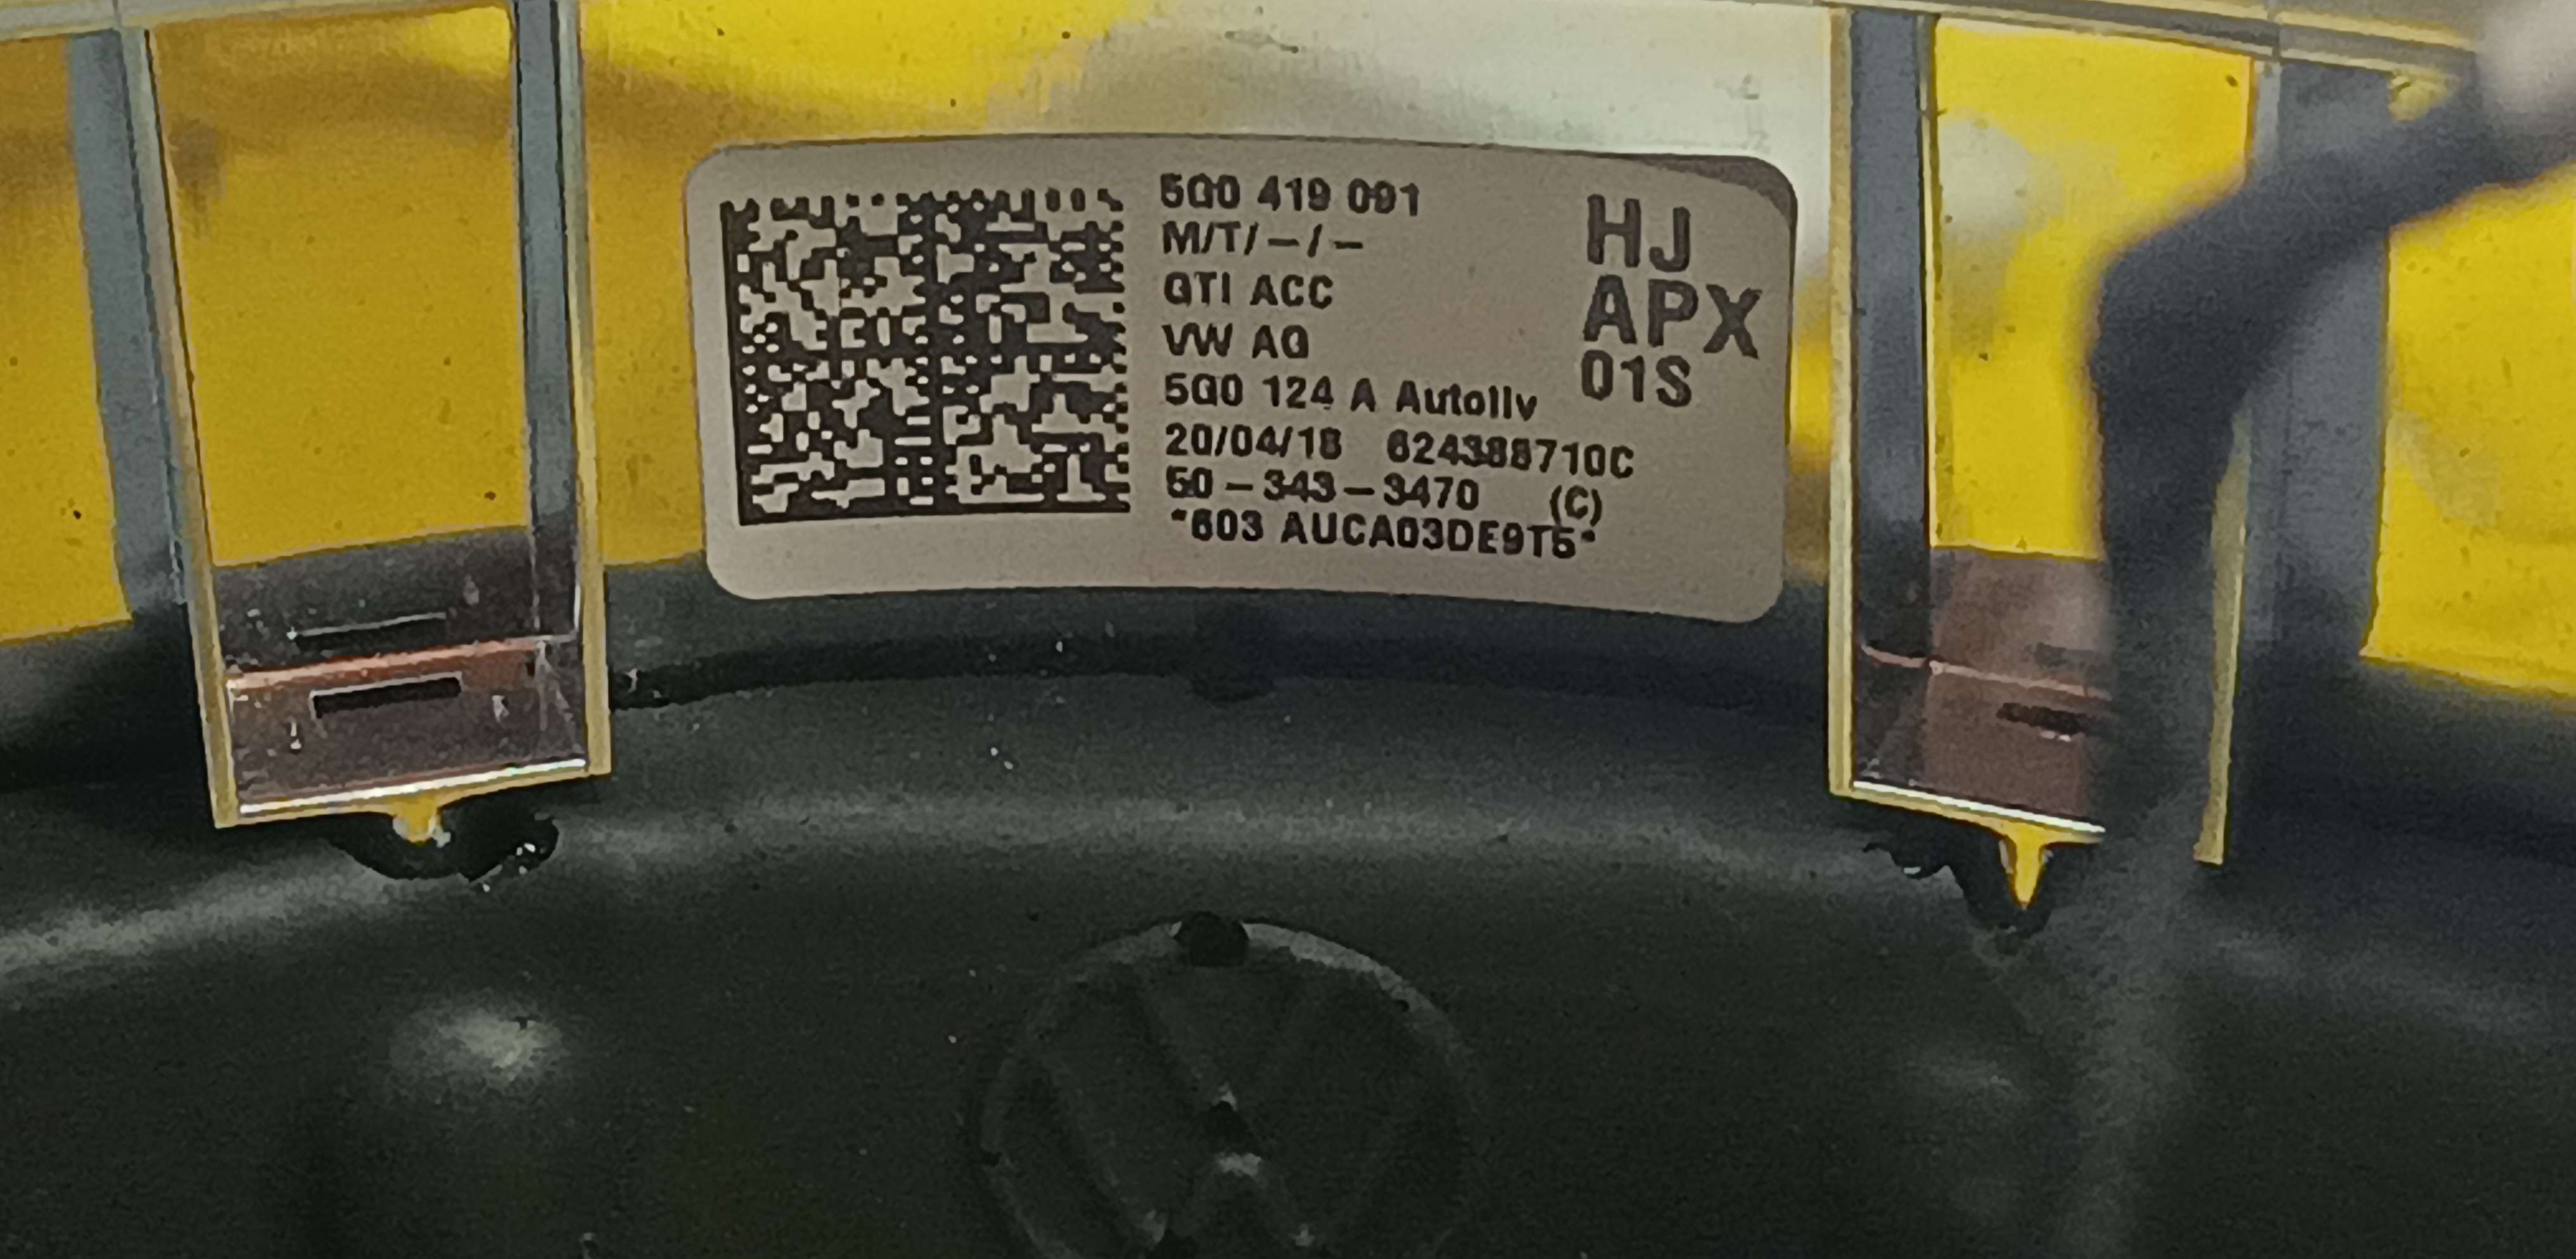 5G0 419 091
M/T/-/-
GTI ACC
VW AG
5G0 124 A Autoliv
20/04/18 624388710C
50-343-3470 (C)
*603 AUCA03DE9T5*
HJ
APX
01S